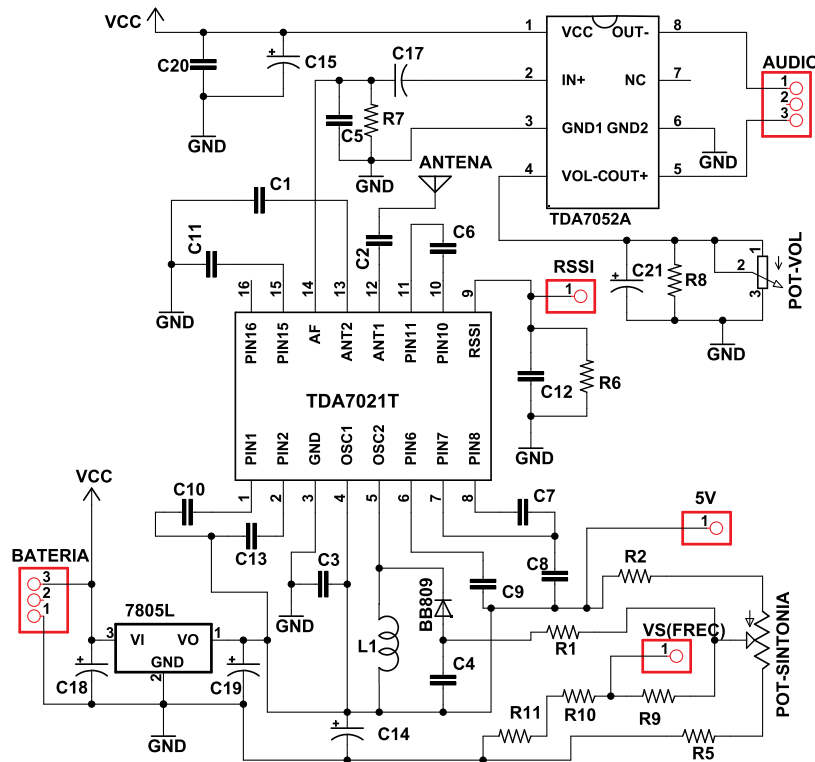 VCC
C20
C15
C17
C5
R7
GND
GND
1
2
3
4
VCC OUT-
IN+ NC
GND1 GND2
VOL-C OUT+
8
7
6
5
TDA7052A
GND
AUDIO
1
2
3
ANTENA
C1
C11
C2
C6
GND
16 15 14 13 12 11 10 9
PIN16 PIN15 AF ANT2 ANT1 PIN11 PIN10 RSSI
TDA7021T
PIN1 PIN2 GND OSC1 OSC2 PIN6 PIN7 PIN8
1 2 3 4 5 6 7 8
RSSI
1
C12
R6
GND
C21
R8
1
2
3
POT-VOL
GND
VCC
BATERIA
3
2
1
C10
C13
C3
GND
7805L
3 VI VO 1
GND
2
C18
C19
GND
L1
BB809
C4
C14
C9
C7
C8
5V
1
R2
R1
VS(FREC)
1
R11
R10
R9
R5
POT-SINTONIA